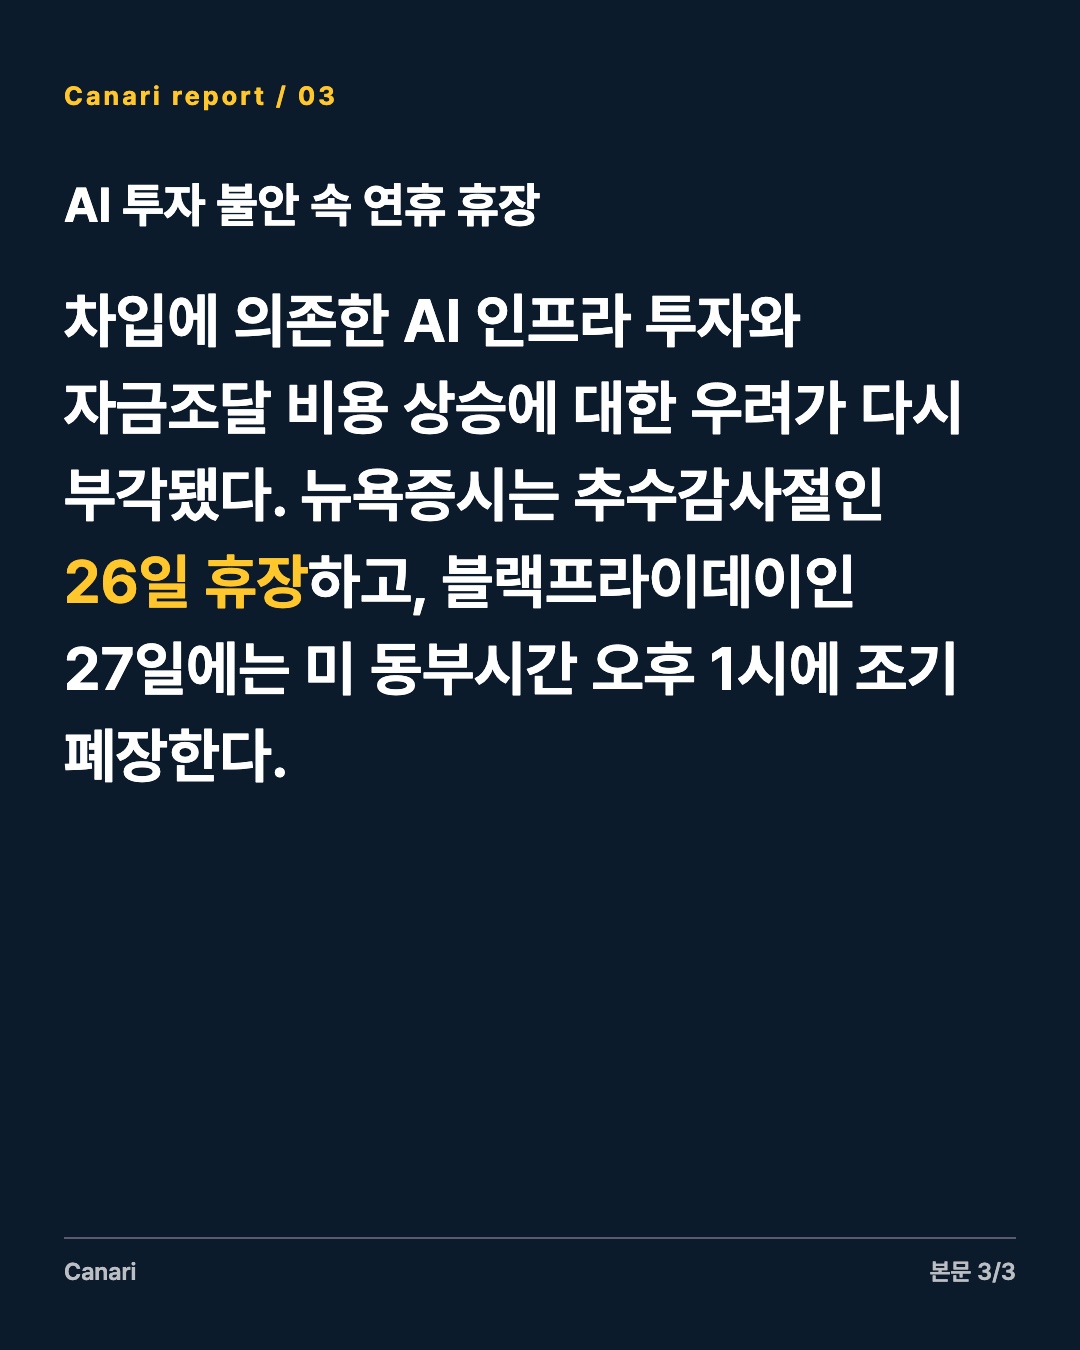 Canari report / 03
AI 투자 불안 속 연휴 휴장
차입에 의존한 AI 인프라 투자와
자금조달 비용 상승에 대한 우려가 다시
부각됐다. 뉴욕증시는 추수감사절인
26일 휴장하고, 블랙프라이데이인
27일에는 미 동부시간 오후 1시에 조기
폐장한다.
Canari
본문 3/3